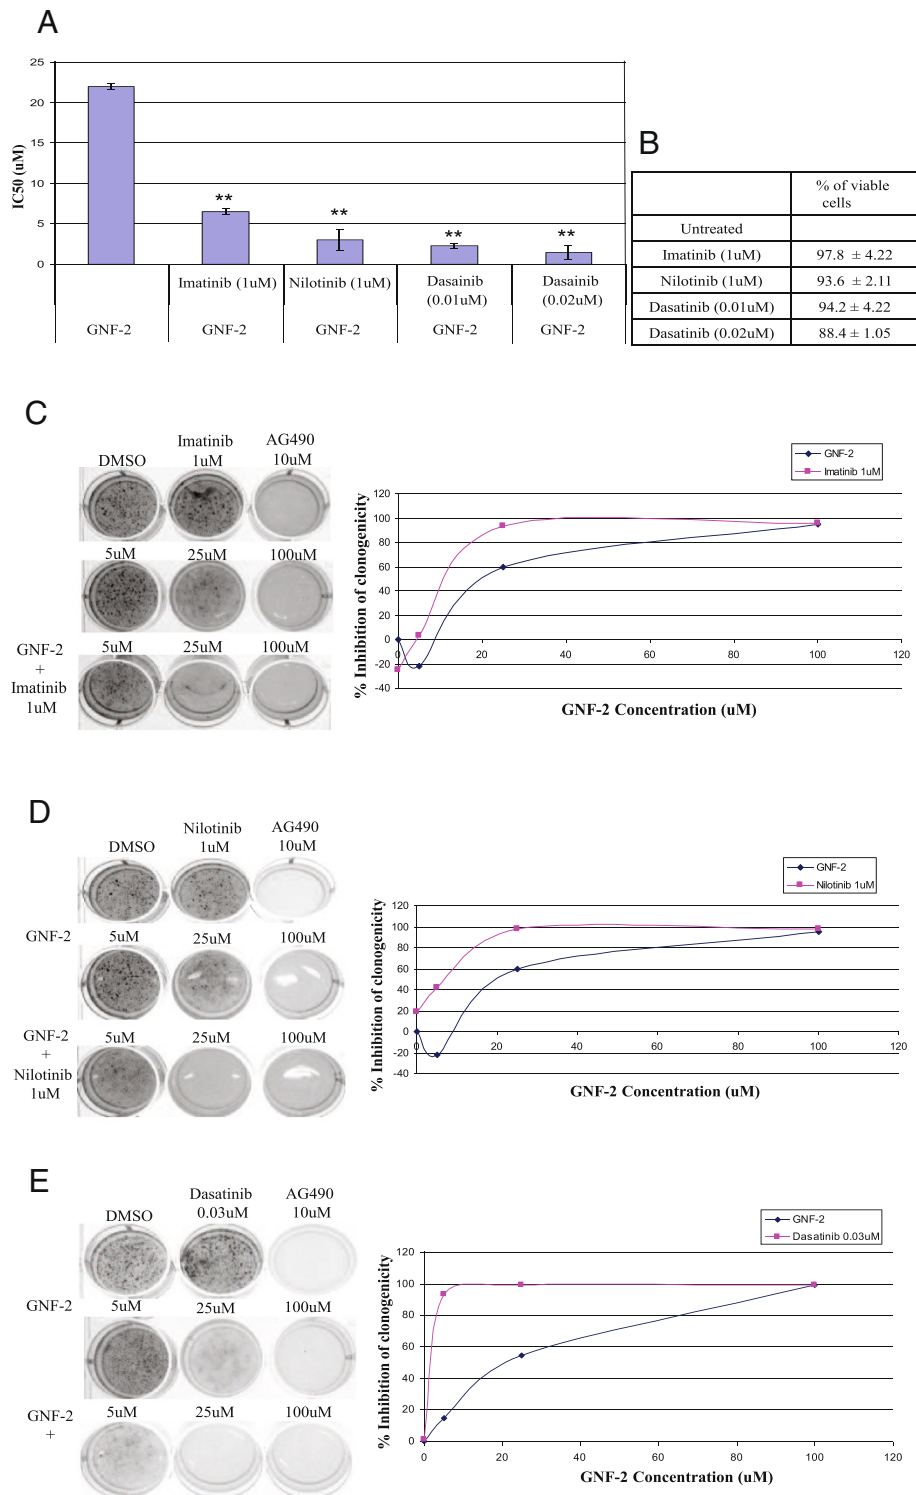 A
25
20
15
10
5
0
IC50 (uM)
**
**
**
**
Imatinib (1uM)
Nilotinib (1uM)
Dasainib
(0.01uM)
Dasainib
(0.02uM)
GNF-2
GNF-2
GNF-2
GNF-2
GNF-2
B
% of viable
cells
Untreated
Imatinib (1uM)
97.8 ± 4.22
Nilotinib (1uM)
93.6 ± 2.11
Dasatinib (0.01uM)
94.2 ± 4.22
Dasatinib (0.02uM)
88.4 ± 1.05
C
DMSO
Imatinib
1uM
AG490
10uM
5uM
25uM
100uM
GNF-2
+
Imatinib
1uM
5uM
25uM
100uM
GNF-2
Imatinib 1uM
120
100
80
60
40
20
0
-20
-40
% Inhibition of clonogenicity
0
20
40
60
80
100
120
GNF-2 Concentration (uM)
D
DMSO
Nilotinib
1uM
AG490
10uM
GNF-2
5uM
25uM
100uM
GNF-2
+
Nilotinib
1uM
5uM
25uM
100uM
GNF-2
Nilotinib 1uM
120
100
80
60
40
20
0
-20
-40
% Inhibition of clonogenicity
0
20
40
60
80
100
120
GNF-2 Concentration (uM)
E
DMSO
Dasatinib
0.03uM
AG490
10uM
GNF-2
5uM
25uM
100uM
GNF-2
+
5uM
25uM
100uM
GNF-2
Dasatinib 0.03uM
120
100
80
60
40
20
0
% Inhibition of clonogenicity
0
20
40
60
80
100
120
GNF-2 Concentration (uM)